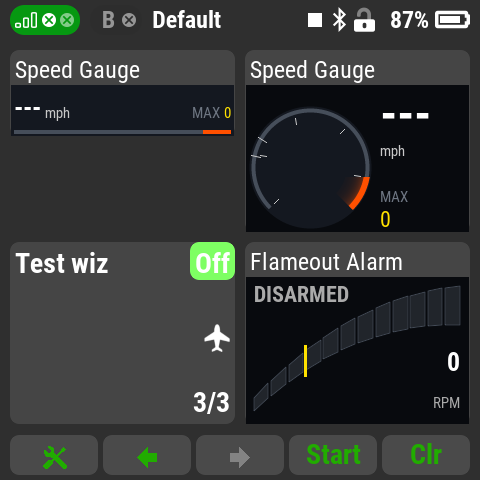 B Default 87%
Speed Gauge
--- mph MAX 0
Speed Gauge
---
mph
MAX
0
Test wiz Off
3/3
Flameout Alarm
DISARMED
0
RPM
Start Clr